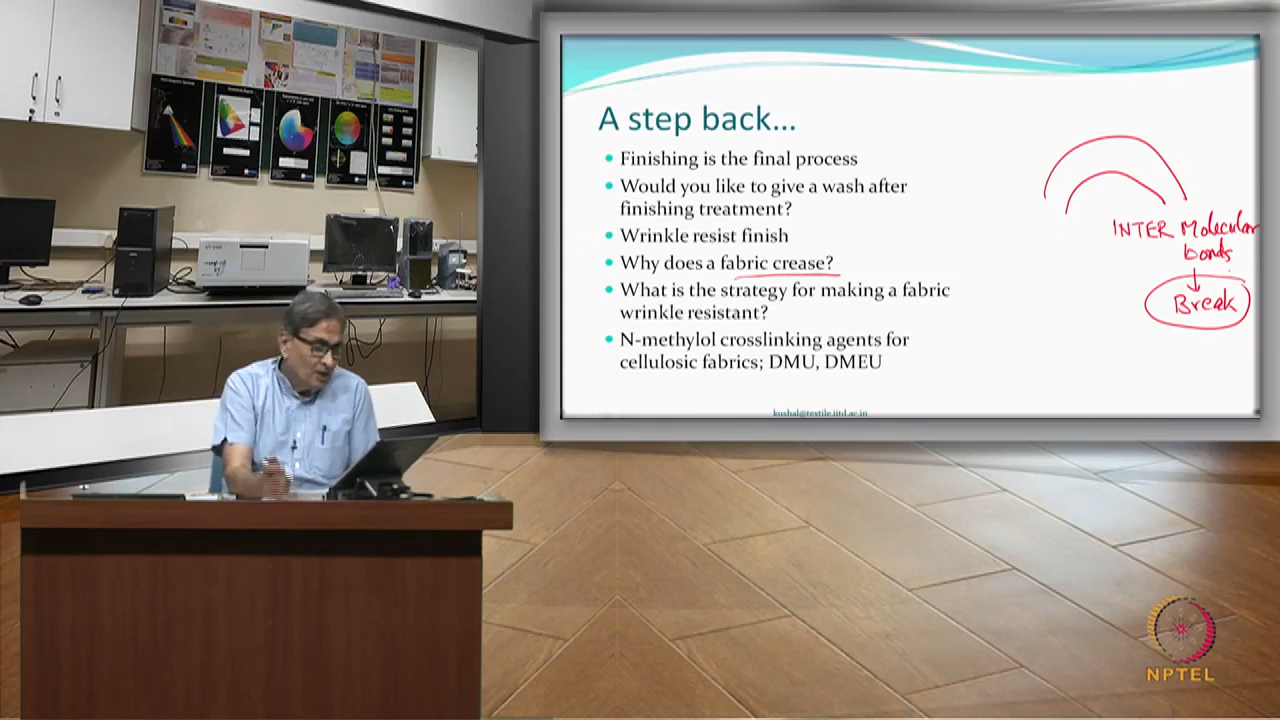 A step back...
Finishing is the final process
Would you like to give a wash after
finishing treatment?
Wrinkle resist finish
Why does a fabric crease?
What is the strategy for making a fabric
wrinkle resistant?
N-methylol crosslinking agents for
cellulosic fabrics; DMU, DMEU
kushal@textile.iitd.ac.in
INTER Molecular
bonds
Break
NPTEL